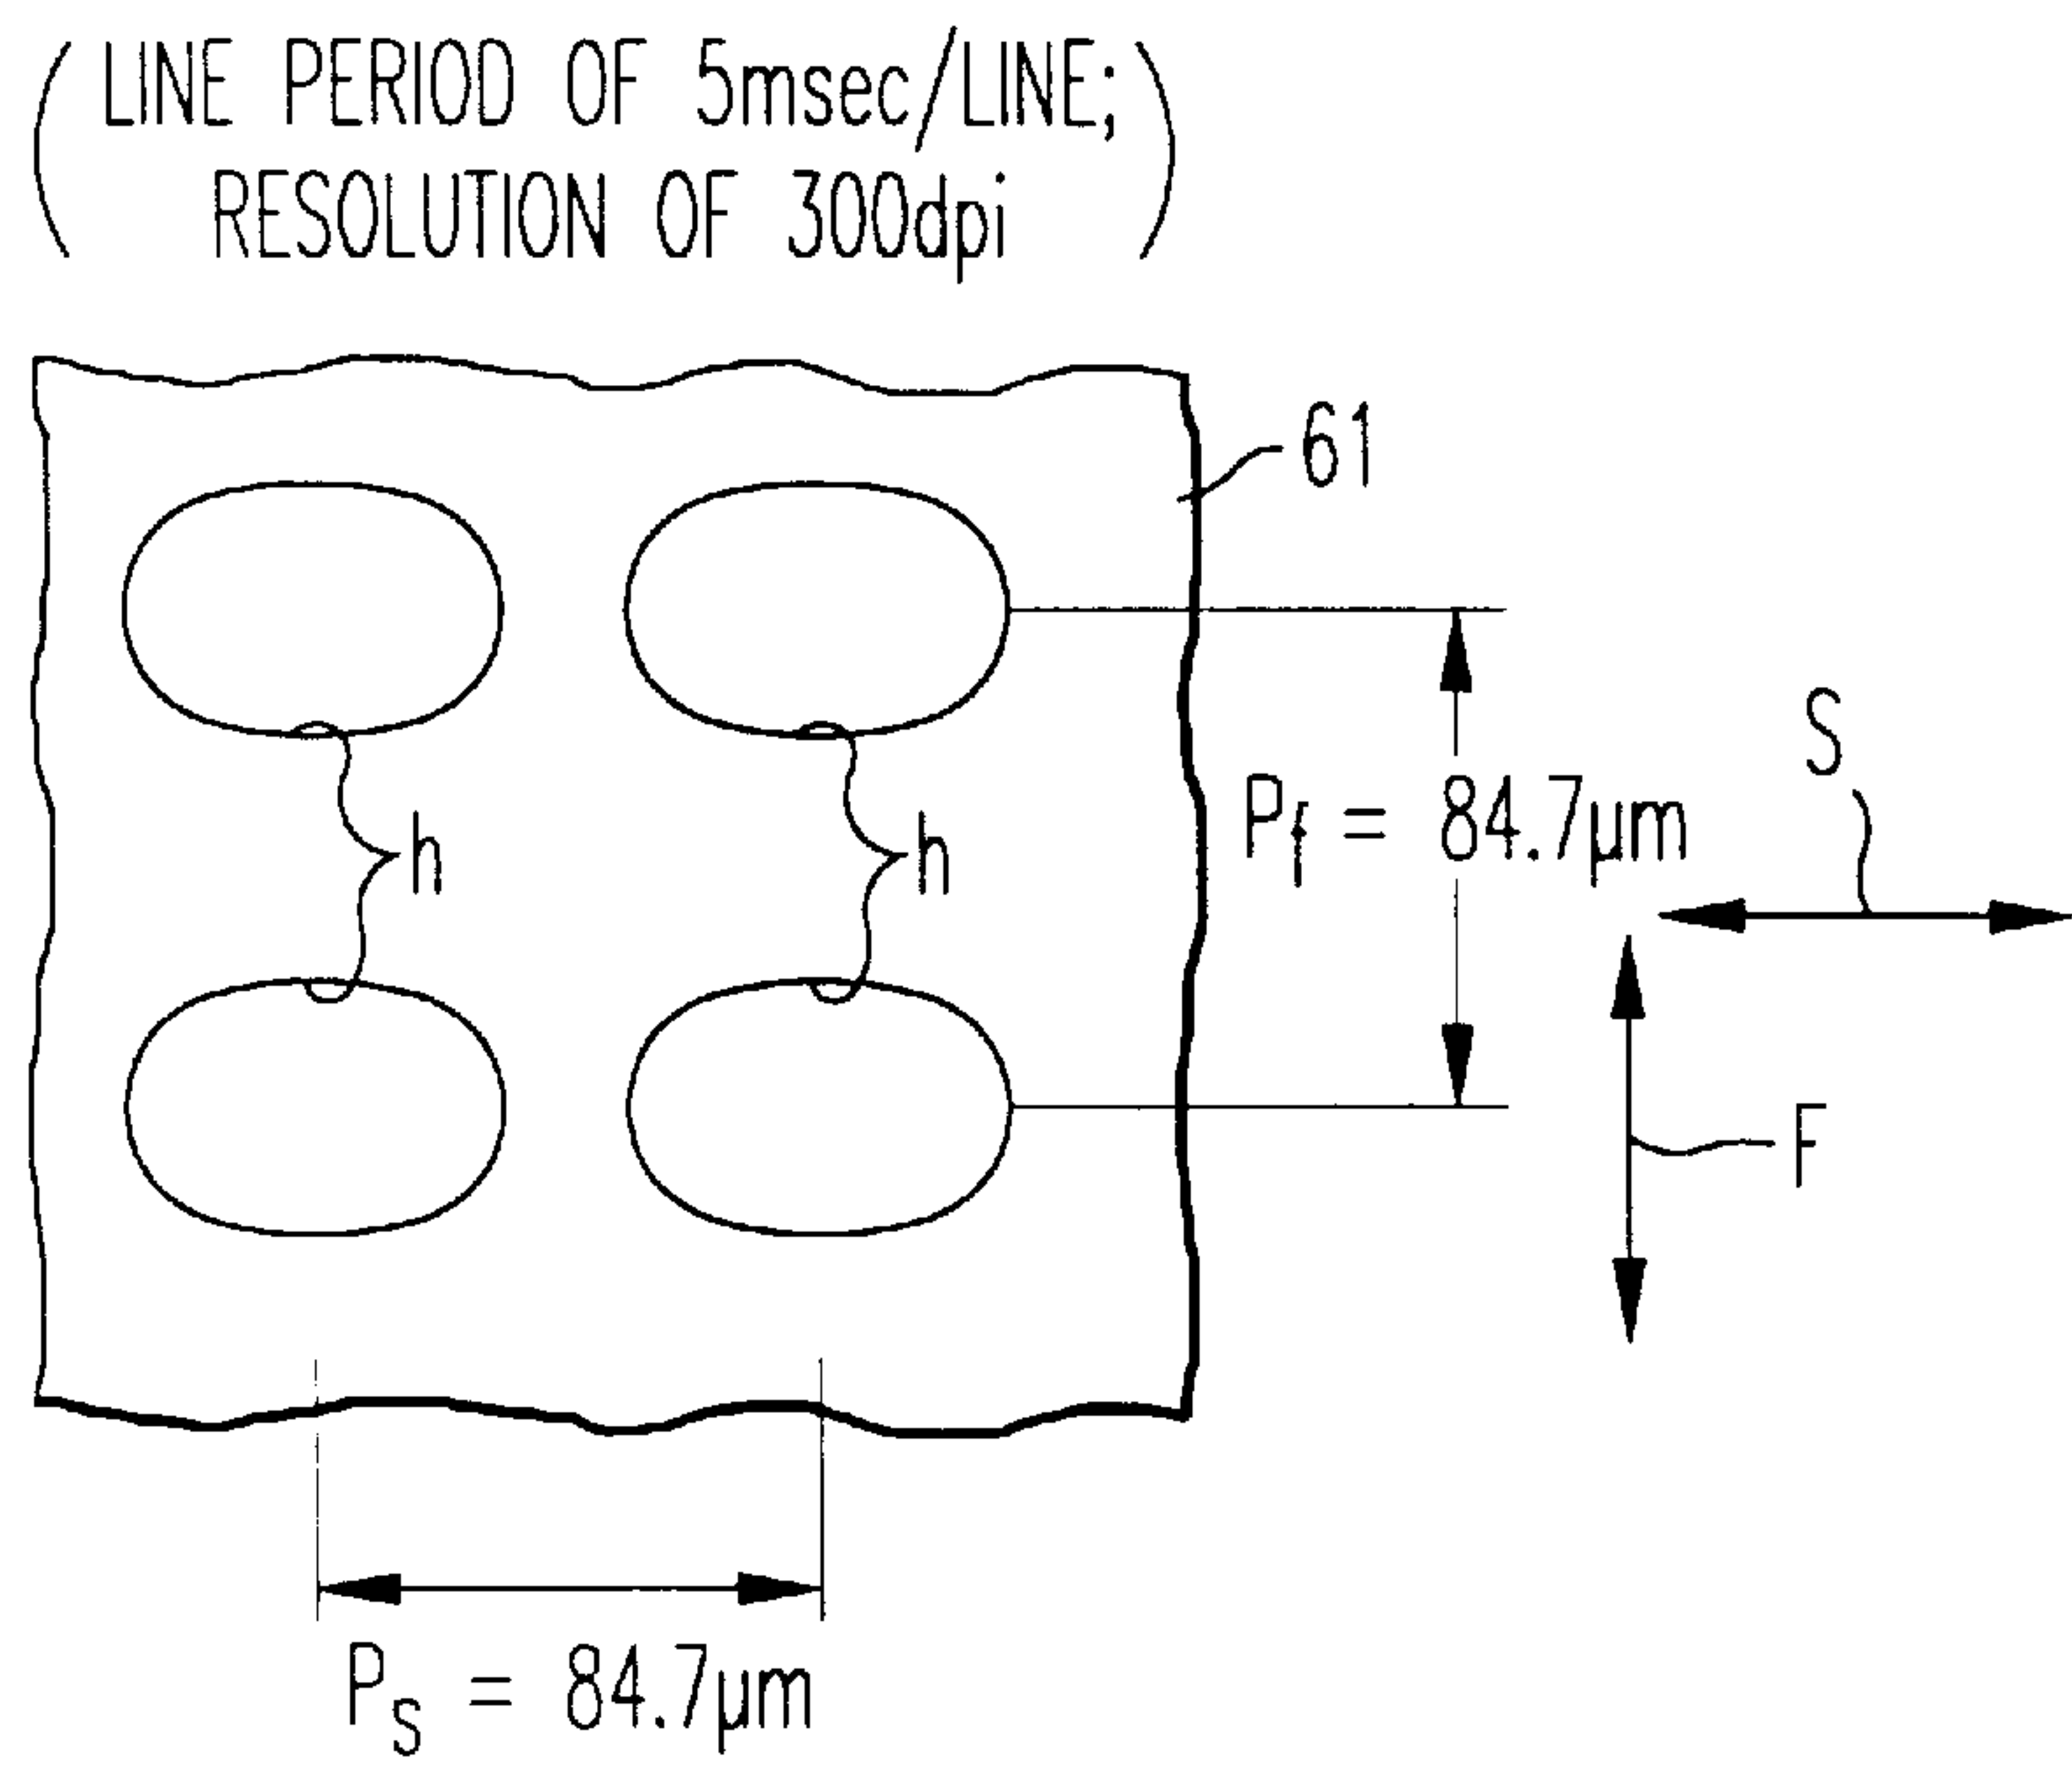 ( LINE PERIOD OF 5msec/LINE;
RESOLUTION OF 300dpi )
61
S
Pf = 84.7μm
h h
F
Ps = 84.7μm